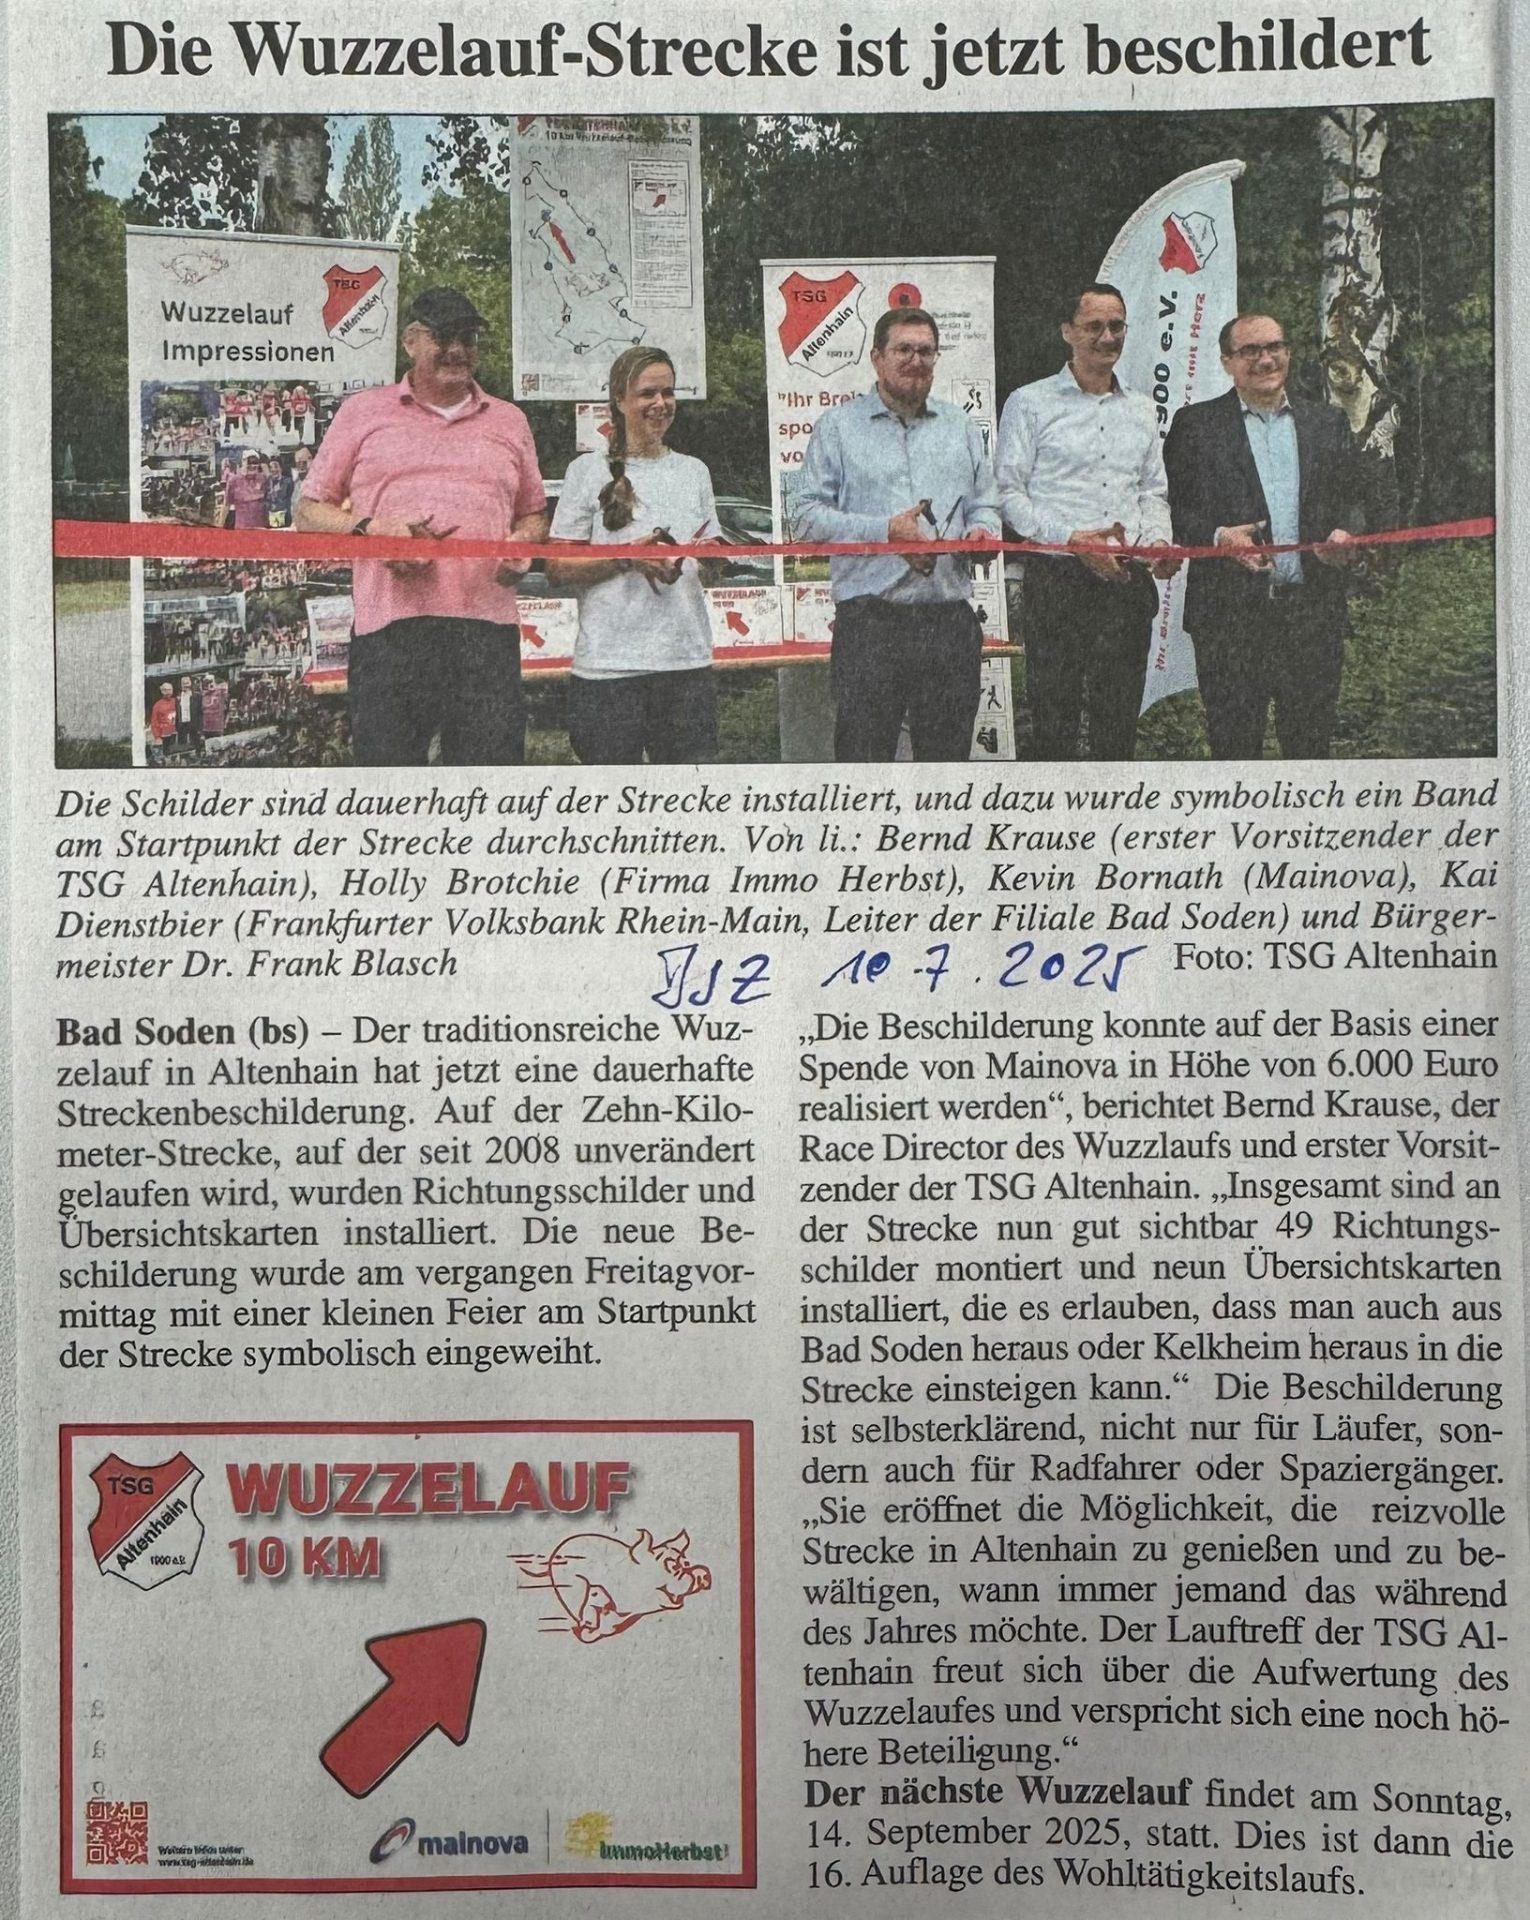 Die Wuzzelauf-Strecke ist jetzt beschildert
Wuzzelauf
Impressionen
TSG
Altenhain
TSG
Altenhain
"Ihr
spo
vo
1900 e.V.
WUZZELAUF
Die Schilder sind dauerhaft auf der Strecke installiert, und dazu wurde symbolisch ein Band
am Startpunkt der Strecke durchschnitten. Von li.: Bernd Krause (erster Vorsitzender der
TSG Altenhain), Holly Brotchie (Firma Immo Herbst), Kevin Bornath (Mainova), Kai
Dienstbier (Frankfurter Volksbank Rhein-Main, Leiter der Filiale Bad Soden) und Bürger-
meister Dr. Frank Blasch
Foto: TSG Altenhain
10.7.2025
Bad Soden (bs) – Der traditionsreiche Wuz-
zelauf in Altenhain hat jetzt eine dauerhafte
Streckenbeschilderung. Auf der Zehn-Kilo-
meter-Strecke, auf der seit 2008 unverändert
gelaufen wird, wurden Richtungsschilder und
Übersichtskarten installiert. Die neue Be-
schilderung wurde am vergangen Freitagvor-
mittag mit einer kleinen Feier am Startpunkt
der Strecke symbolisch eingeweiht.
TSG
Altenhain
1900 e.V.
WUZZELAUF
10 KM
Weitere Infos unter
www.tsg-altenhain.de
mainova
ImmoHerbst
„Die Beschilderung konnte auf der Basis einer
Spende von Mainova in Höhe von 6.000 Euro
realisiert werden“, berichtet Bernd Krause, der
Race Director des Wuzzlaufs und erster Vorsit-
zender der TSG Altenhain. „Insgesamt sind an
der Strecke nun gut sichtbar 49 Richtungs-
schilder montiert und neun Übersichtskarten
installiert, die es erlauben, dass man auch aus
Bad Soden heraus oder Kelkheim heraus in die
Strecke einsteigen kann.“ Die Beschilderung
ist selbsterklärend, nicht nur für Läufer, son-
dern auch für Radfahrer oder Spaziergänger.
„Sie eröffnet die Möglichkeit, die reizvolle
Strecke in Altenhain zu genießen und zu be-
wältigen, wann immer jemand das während
des Jahres möchte. Der Lauftreff der TSG Al-
tenhain freut sich über die Aufwertung des
Wuzzelaufes und verspricht sich eine noch hö-
here Beteiligung.“
Der nächste Wuzzelauf findet am Sonntag,
14. September 2025, statt. Dies ist dann die
16. Auflage des Wohltätigkeitslaufs.